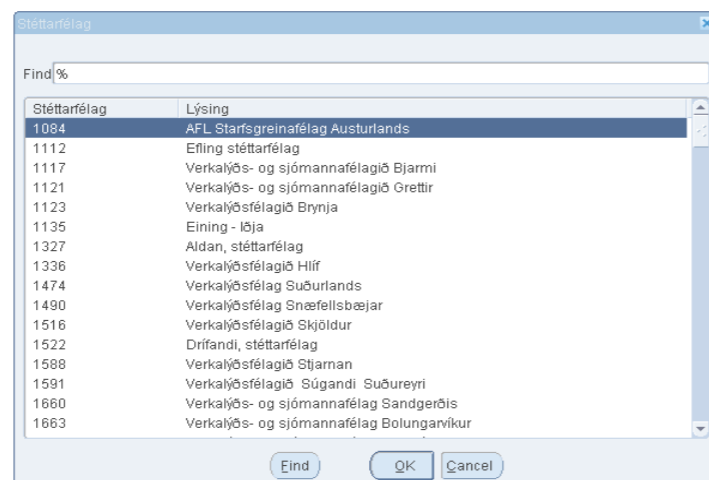 Stéttarfélag
Find %
Stéttarfélag Lýsing
1084 AFL Starfsgreinafélag Austurlands
1112 Efling stéttarfélag
1117 Verkalýðs- og sjómannafélagið Bjarmi
1121 Verkalýðs- og sjómannafélagið Grettir
1123 Verkalýðsfélagið Brynja
1135 Eining - Iðja
1327 Aldan, stéttarfélag
1336 Verkalýðsfélagið Hlíf
1474 Verkalýðsfélag Suðurlands
1490 Verkalýðsfélag Snæfellsbæjar
1516 Verkalýðsfélagið Skjöldur
1522 Drífandi, stéttarfélag
1588 Verkalýðsfélagið Stjarnan
1591 Verkalýðsfélagið Súgandi Suðureyri
1660 Verkalýðs- og sjómannafélag Sandgerðis
1663 Verkalýðs- og sjómannafélag Bolungarvíkur
Find OK Cancel